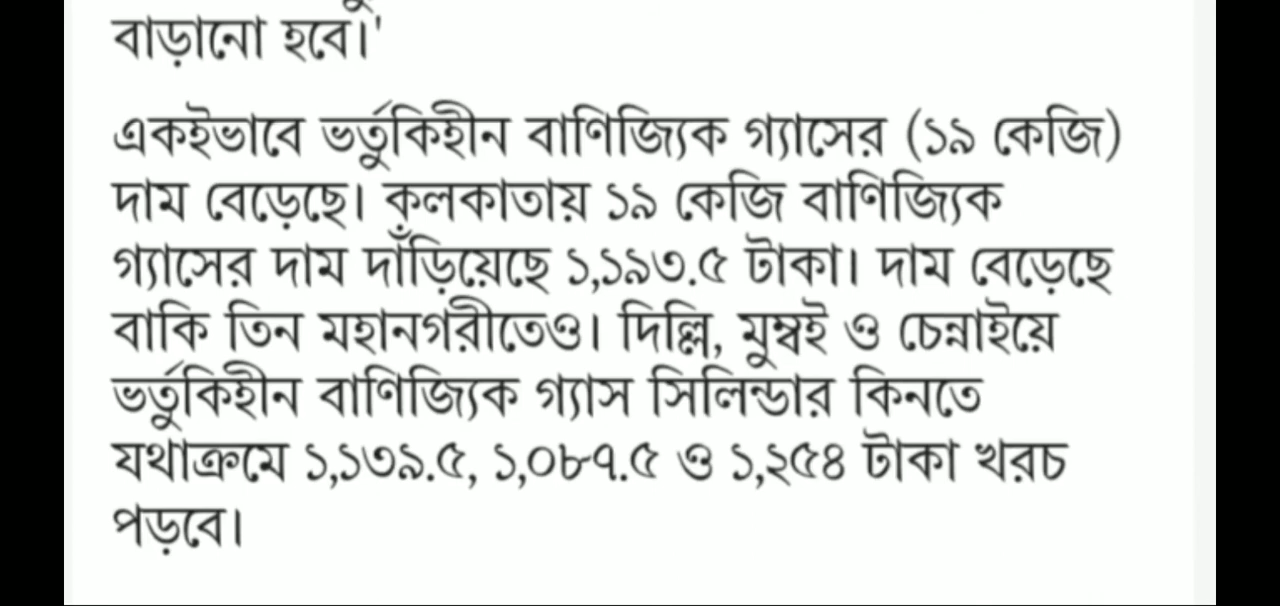 বাড়ানো হবে।'
একইভাবে ভর্তুকিহীন বাণিজ্যিক গ্যাসের (১৯ কেজি)
দাম বেড়েছে। কলকাতায় ১৯ কেজি বাণিজ্যিক
গ্যাসের দাম দাঁড়িয়েছে ১,১৯৩.৫ টাকা। দাম বেড়েছে
বাকি তিন মহানগরীতেও। দিল্লি, মুম্বই ও চেন্নাইয়ে
ভর্তুকিহীন বাণিজ্যিক গ্যাস সিলিন্ডার কিনতে
যথাক্রমে ১,১৩৯.৫, ১,০৮৭.৫ ও ১,২৫৪ টাকা খরচ
পড়বে।